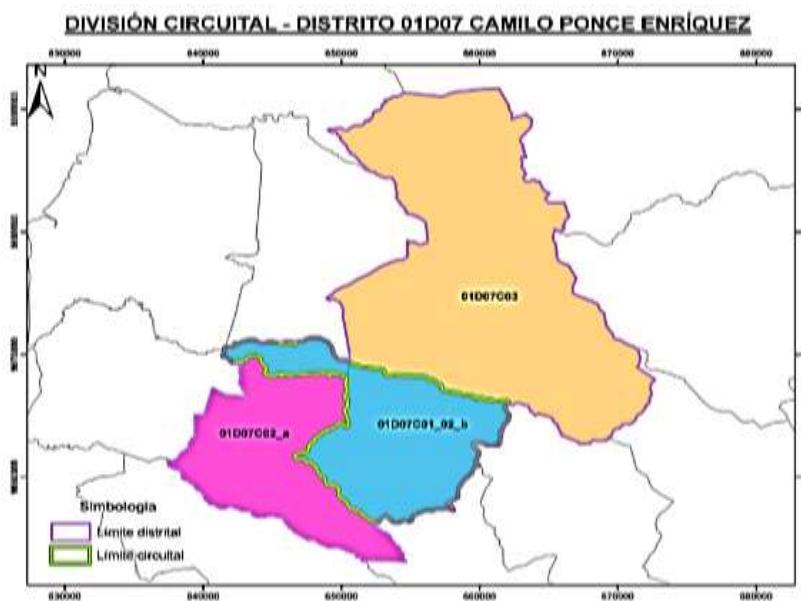 DIVISIÓN CIRCUITAL - DISTRITO 01D07 CAMILO PONCE ENRÍQUEZ
630000 640000 650000 660000 670000 680000
N
01D07C03
01D07C02_a
01D07C01_02_b
Simbología
Límite distrital
Límite circuital
630000 640000 650000 660000 670000 680000